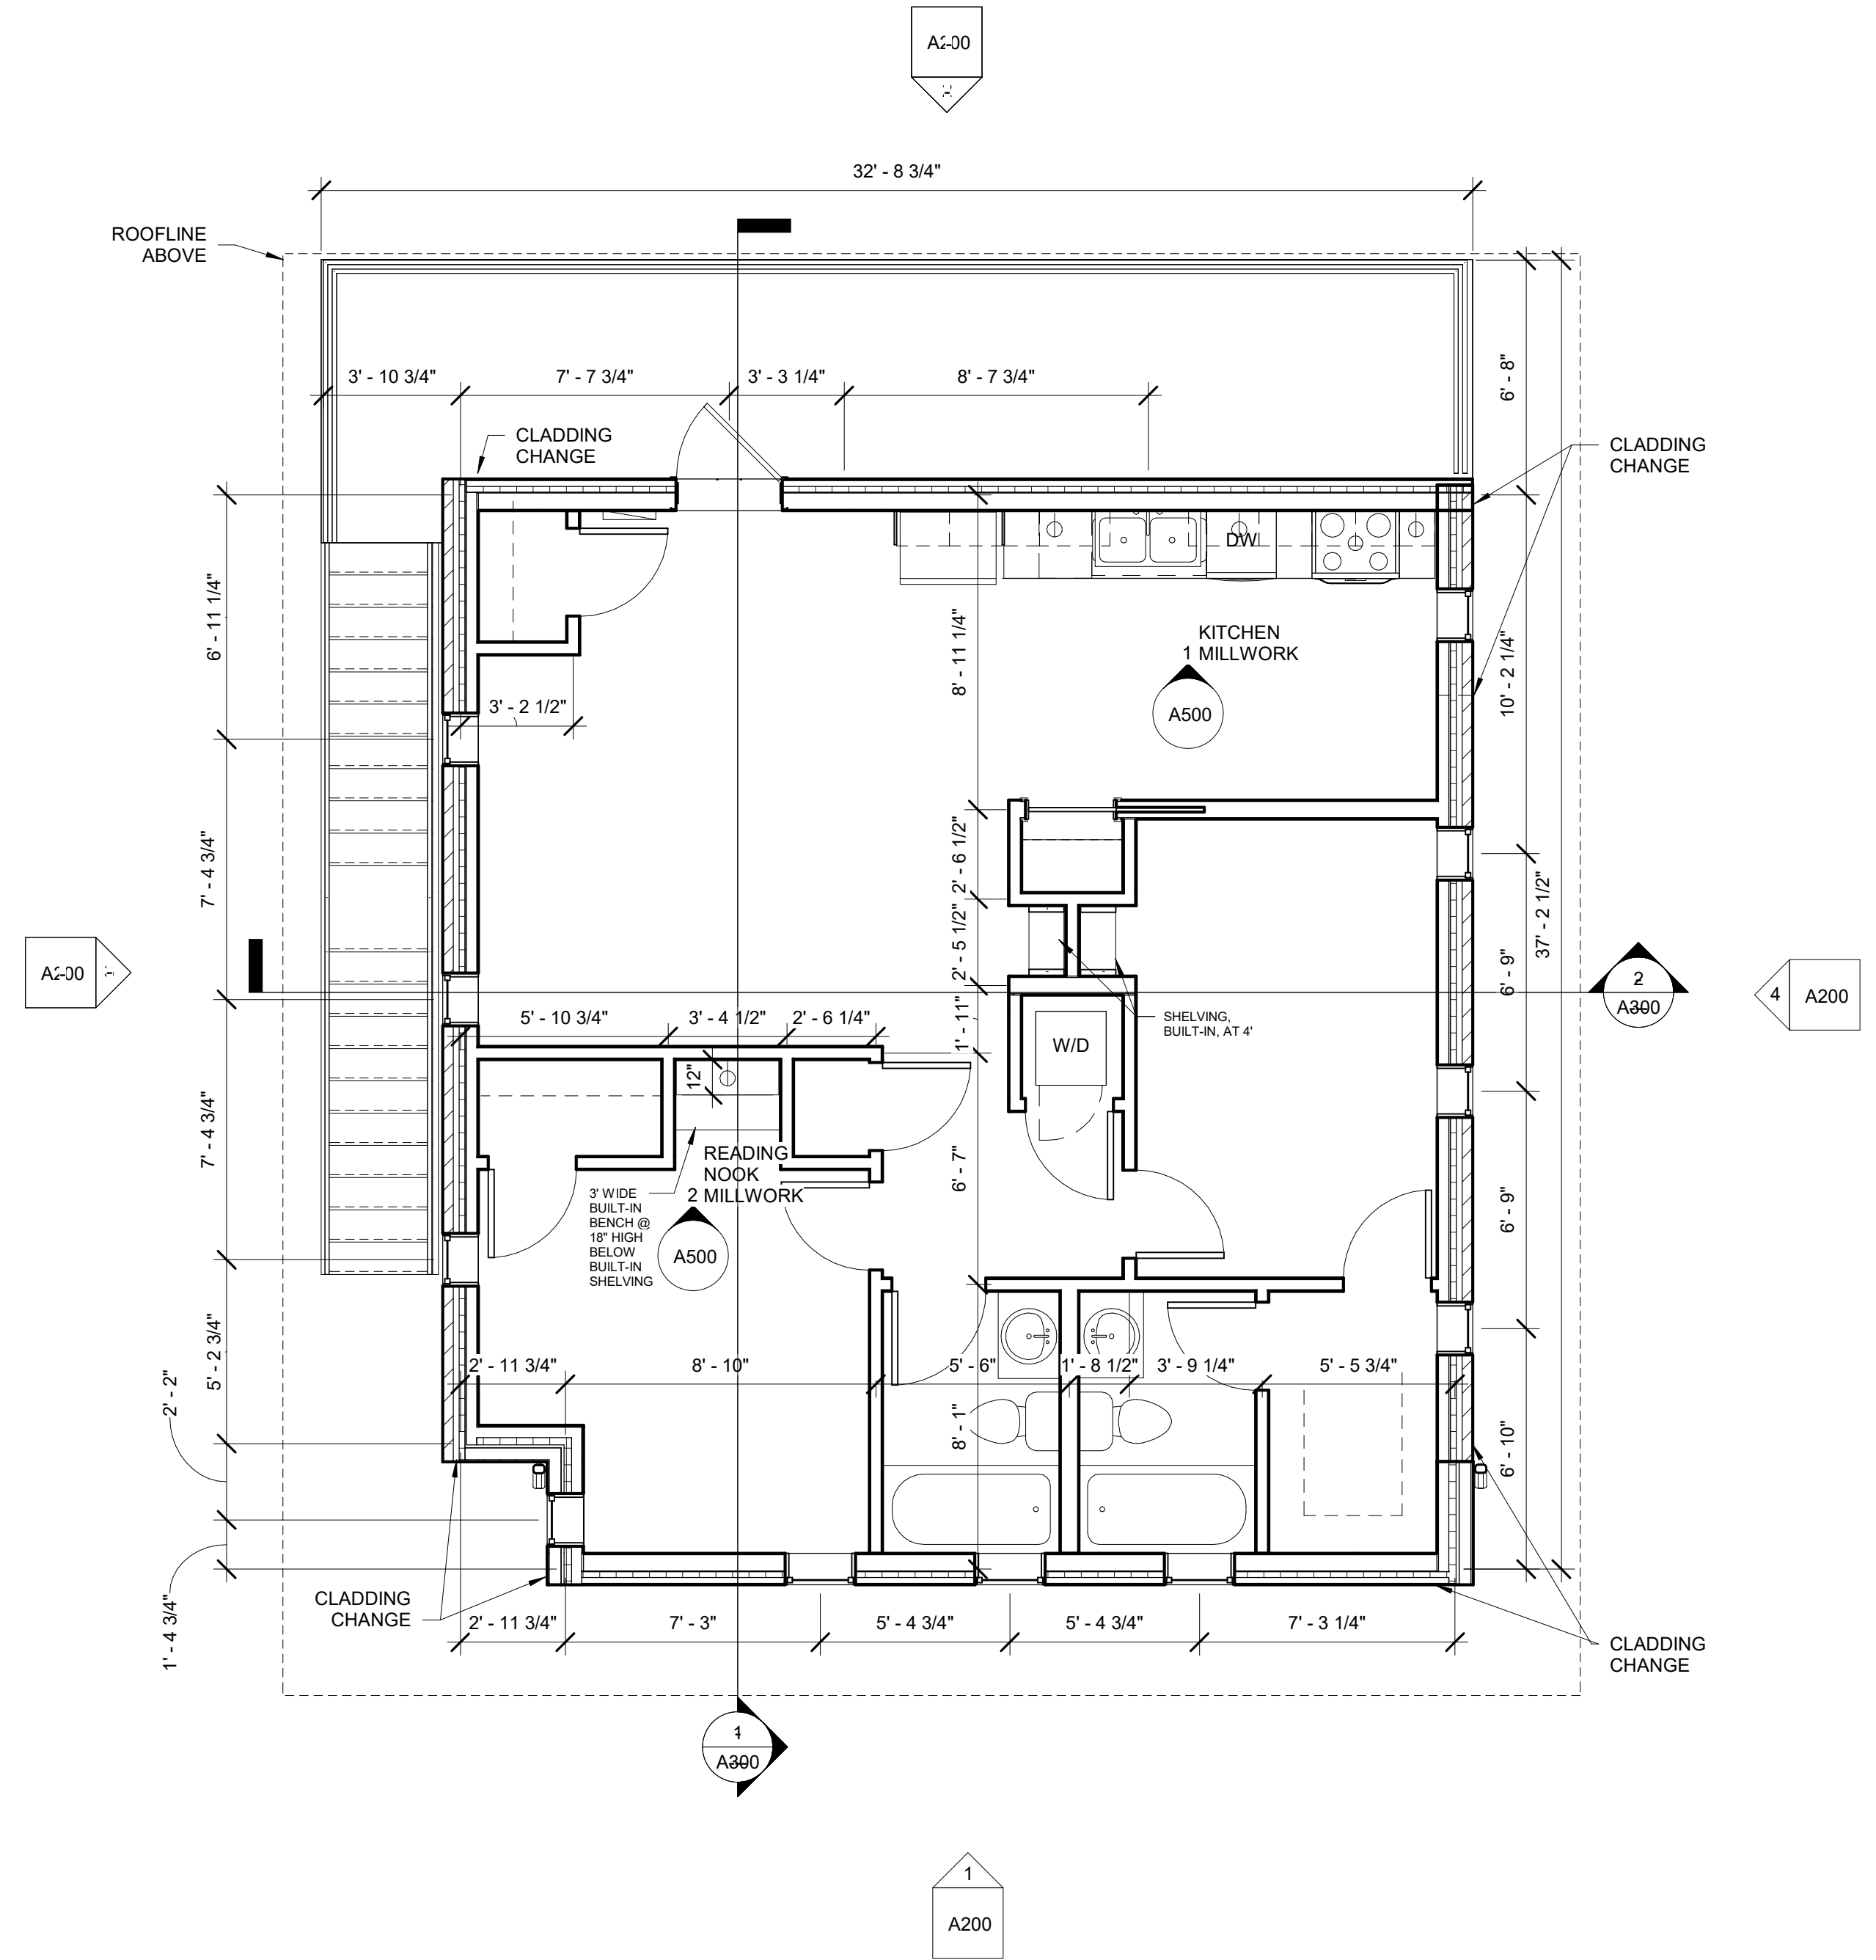 A2-00
32' - 8 3/4"
ROOFLINE
ABOVE
3' - 10 3/4"
7' - 7 3/4"
3' - 3 1/4"
8' - 7 3/4"
6' - 8"
CLADDING
CHANGE
CLADDING
CHANGE
DW
6' - 11 1/4"
8' - 11 1/4"
KITCHEN
1 MILLWORK
A500
10' - 2 1/4"
3' - 2 1/2"
7' - 4 3/4"
2' - 6 1/2"
2' - 5 1/2"
37' - 2 1/2"
6' - 9"
A2-00
2
A300
4
A200
5' - 10 3/4"
3' - 4 1/2"
2' - 6 1/4"
1' - 11"
SHELVING,
BUILT-IN, AT 4'
W/D
12"
7' - 4 3/4"
READING
NOOK
2 MILLWORK
A500
3' WIDE
BUILT-IN
BENCH @
18" HIGH
BELOW
BUILT-IN
SHELVING
6' - 7"
6' - 9"
5' - 2 3/4"
2' - 2"
2' - 11 3/4"
8' - 10"
5' - 6"
1' - 8 1/2"
3' - 9 1/4"
5' - 5 3/4"
8' - 1"
6' - 10"
1' - 4 3/4"
CLADDING
CHANGE
2' - 11 3/4"
7' - 3"
5' - 4 3/4"
5' - 4 3/4"
7' - 3 1/4"
CLADDING
CHANGE
A300
1
A200